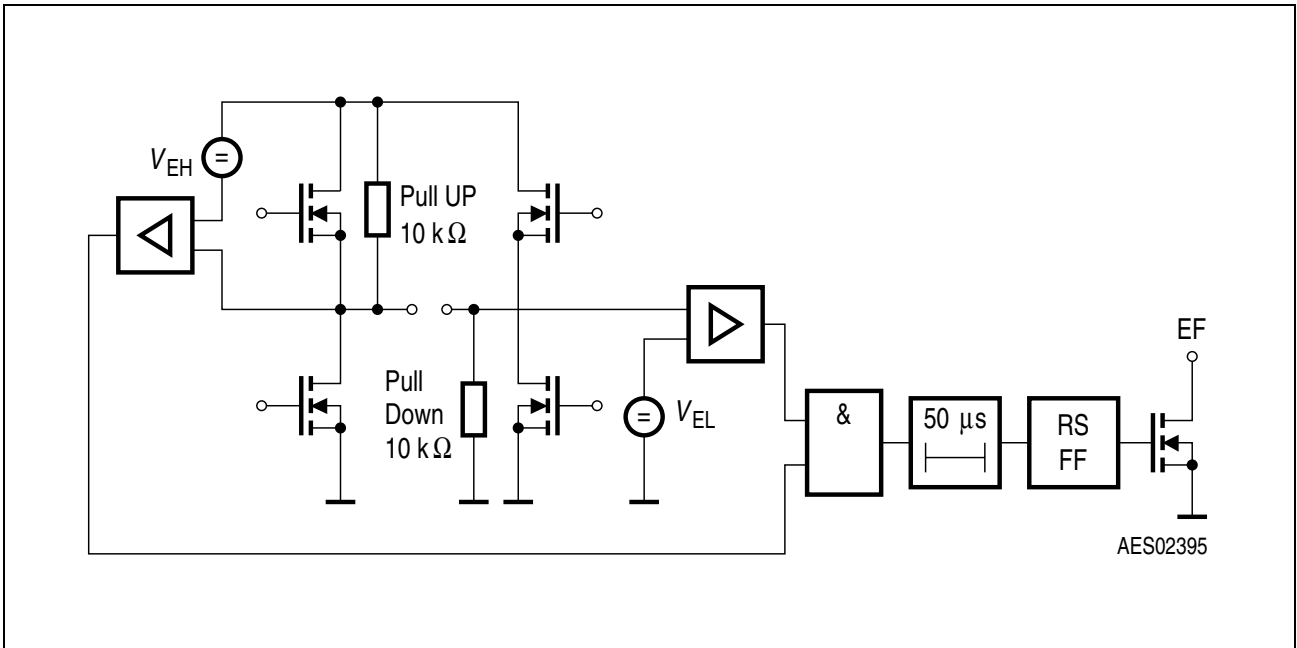 V_EH
=
Pull UP
10 kΩ
Pull
Down
10 kΩ
=
V_EL
&
50 μs
RS
FF
EF
AES02395